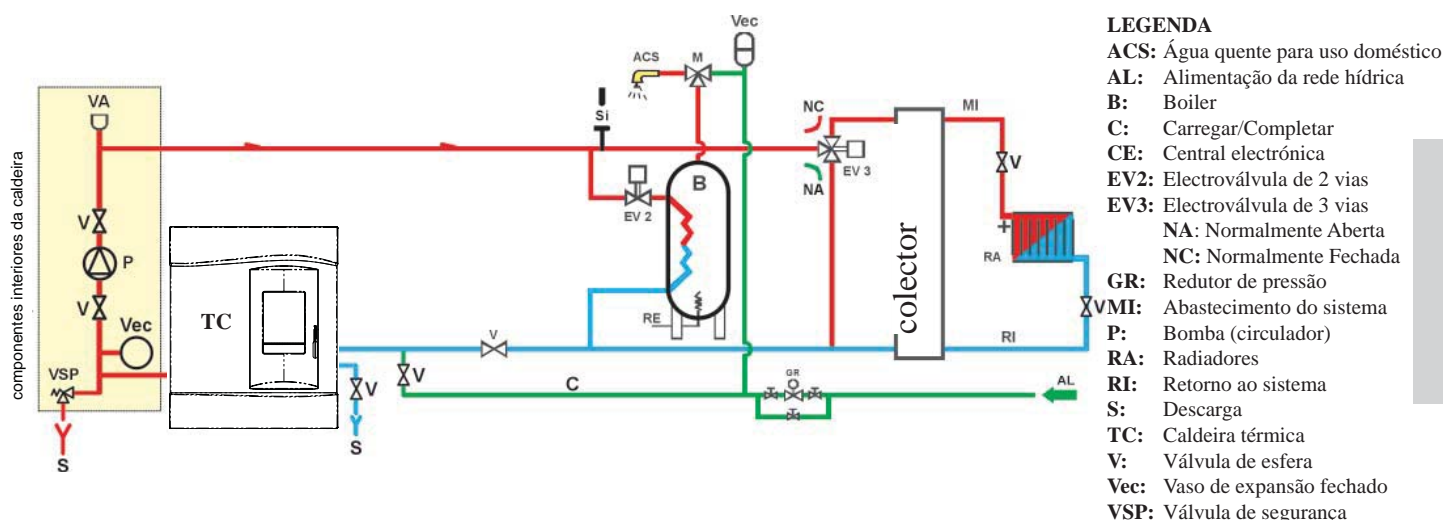 Vec
ACS
M
VA
Si
NC
MI
EV 3
NA
V
B
EV 2
V
P
V
TC
colector
+
RA
V
Vec
RE
V
RI
VSP
V
V
C
GR
AL
S
S
componentes interiores da caldeira
LEGENDA
ACS: Água quente para uso doméstico
AL: Alimentação da rede hídrica
B: Boiler
C: Carregar/Completar
CE: Central electrónica
EV2: Electroválvula de 2 vias
EV3: Electroválvula de 3 vias
NA: Normalmente Aberta
NC: Normalmente Fechada
GR: Redutor de pressão
MI: Abastecimento do sistema
P: Bomba (circulador)
RA: Radiadores
RI: Retorno ao sistema
S: Descarga
TC: Caldeira térmica
V: Válvula de esfera
Vec: Vaso de expansão fechado
VSP: Válvula de segurança